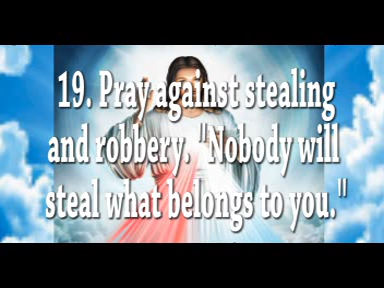 19. Pray against stealing
and robbery. "Nobody will
steal what belongs to you."